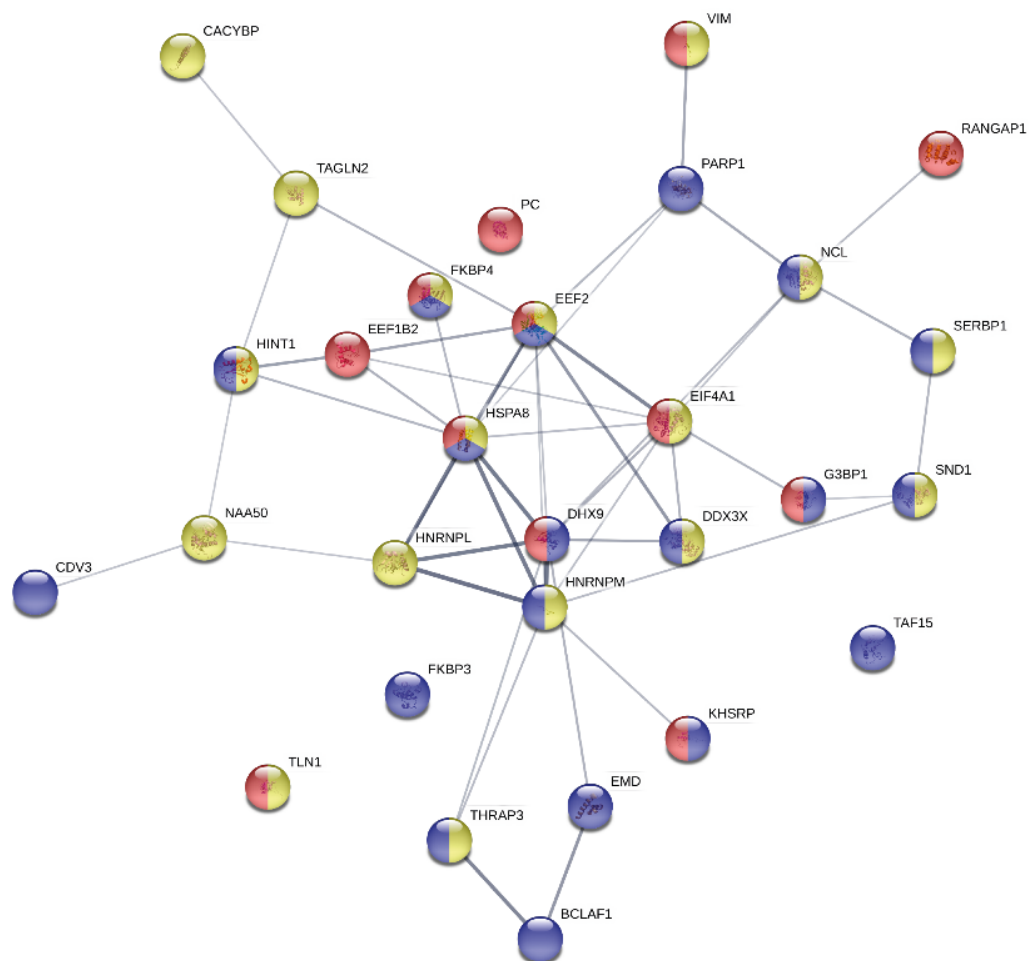 VIM
CACYBP
RANGAP1
PARP1
TAGLN2
PC
NCL
FKBP4
EEF2
SERBP1
EEF1B2
HINT1
EIF4A1
HSPA8
G3BP1
SND1
NAA50
DHX9
DDX3X
HNRNPL
CDV3
HNRNPM
TAF15
FKBP3
KHSRP
TLN1
EMD
THRAP3
BCLAF1